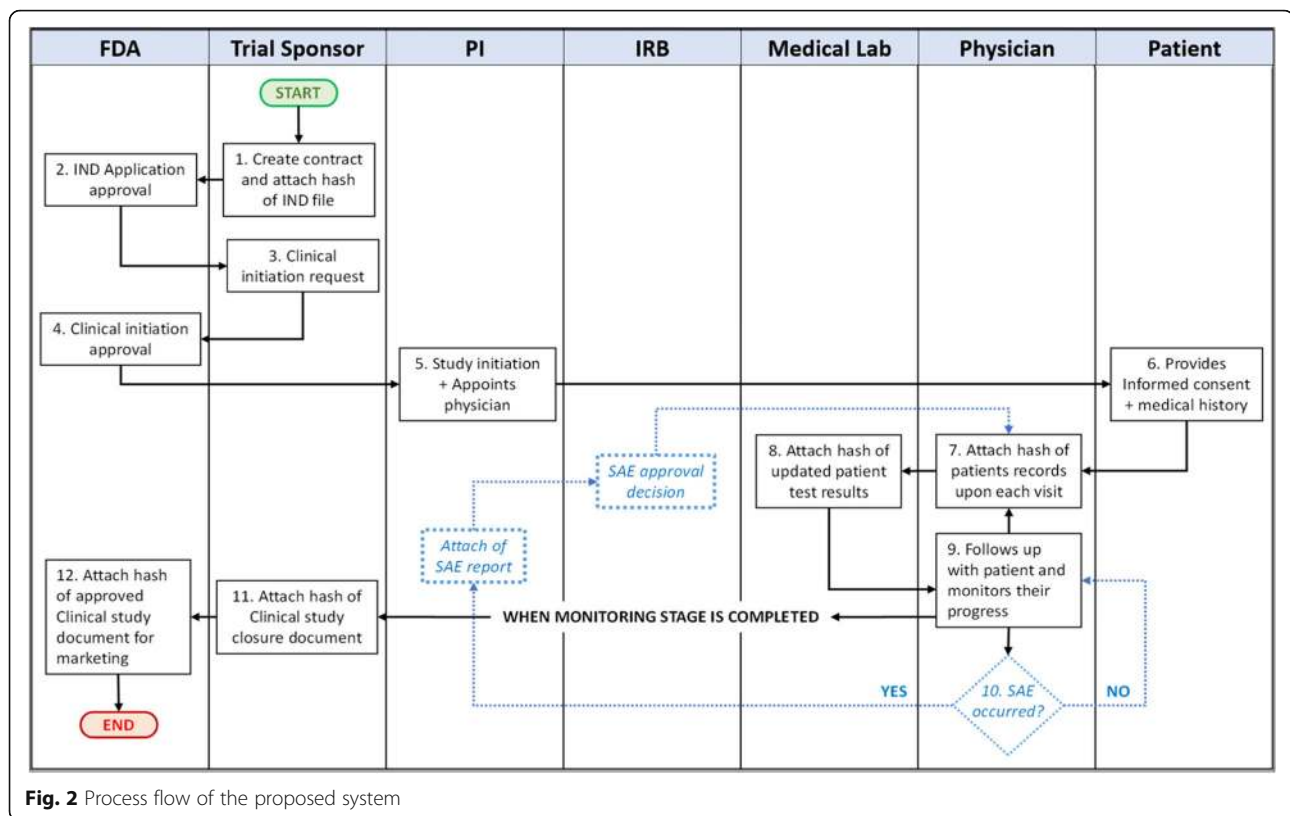 FDA
Trial Sponsor
PI
IRB
Medical Lab
Physician
Patient
START
1. Create contract
and attach hash
of IND file
2. IND Application
approval
3. Clinical
initiation request
4. Clinical initiation
approval
5. Study initiation
+ Appoints
physician
6. Provides
Informed consent
+ medical history
7. Attach hash of
patients records
upon each visit
8. Attach hash of
updated patient
test results
SAE approval
decision
Attach of
SAE report
9. Follows up
with patient and
monitors their
progress
12. Attach hash
of approved
Clinical study
document for
marketing
11. Attach hash of
Clinical study
closure document
WHEN MONITORING STAGE IS COMPLETED
YES
10. SAE
occurred?
NO
END
Fig. 2 Process flow of the proposed system